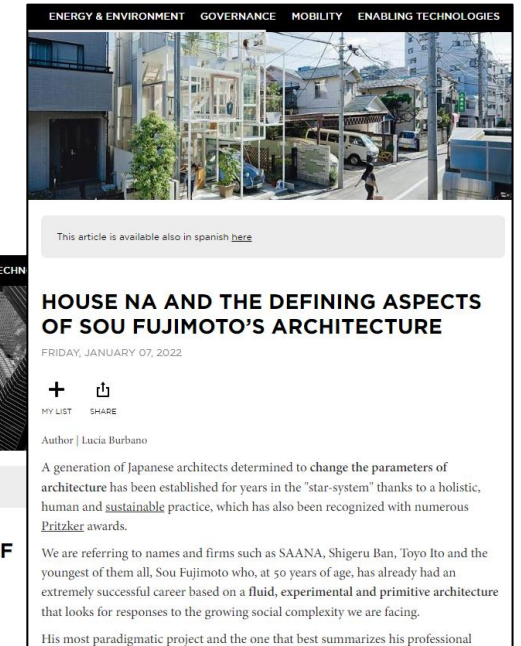 ENERGY & ENVIRONMENT GOVERNANCE MOBILITY ENABLING TECHNOLOGIES
This article is available also in spanish here
ECHN
HOUSE NA AND THE DEFINING ASPECTS
OF SOU FUJIMOTO’S ARCHITECTURE
FRIDAY, JANUARY 07, 2022
MY LIST SHARE
Author | Lucía Burbano
A generation of Japanese architects determined to change the parameters of
architecture has been established for years in the "star-system" thanks to a holistic,
human and sustainable practice, which has also been recognized with numerous
Pritzker awards.
F
We are referring to names and firms such as SAANA, Shigeru Ban, Toyo Ito and the
youngest of them all, Sou Fujimoto who, at 50 years of age, has already had an
extremely successful career based on a fluid, experimental and primitive architecture
that looks for responses to the growing social complexity we are facing.
His most paradigmatic project and the one that best summarizes his professional